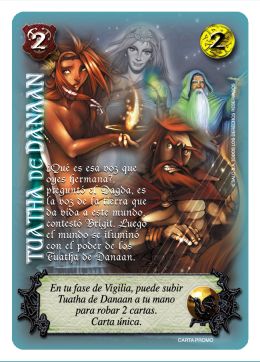 2
2
TUATHA DE DANAAN
¿Qué es esa voz que
oyes hermana?
preguntó el Dagda, es
la voz de la tierra que
da vida a este mundo,
contestó Brigit. Luego
el mundo se iluminó
con el poder de los
Tuatha de Danaan.
En tu fase de Vigilia, puede subir
Tuatha de Danaan a tu mano
para robar 2 cartas.
Carta única.
CARTA PROMO